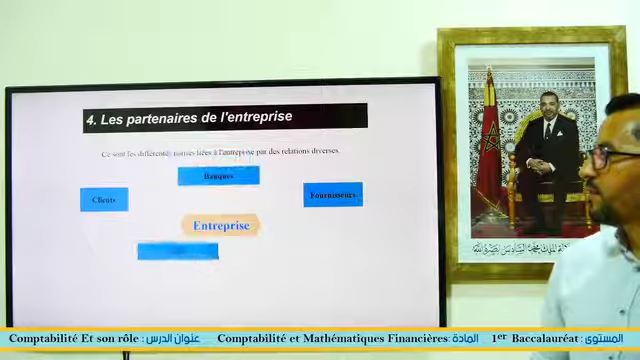 4. Les partenaires de l'entreprise
Ce sont les différentes parties liées à l'entreprise par des relations diverses.
Banques
Clients
Fournisseurs
Entreprise
Comptabilité Et son rôle : عنوان الدرس
Comptabilité et Mathématiques Financières : المادة
1er Baccalauréat : المستوى